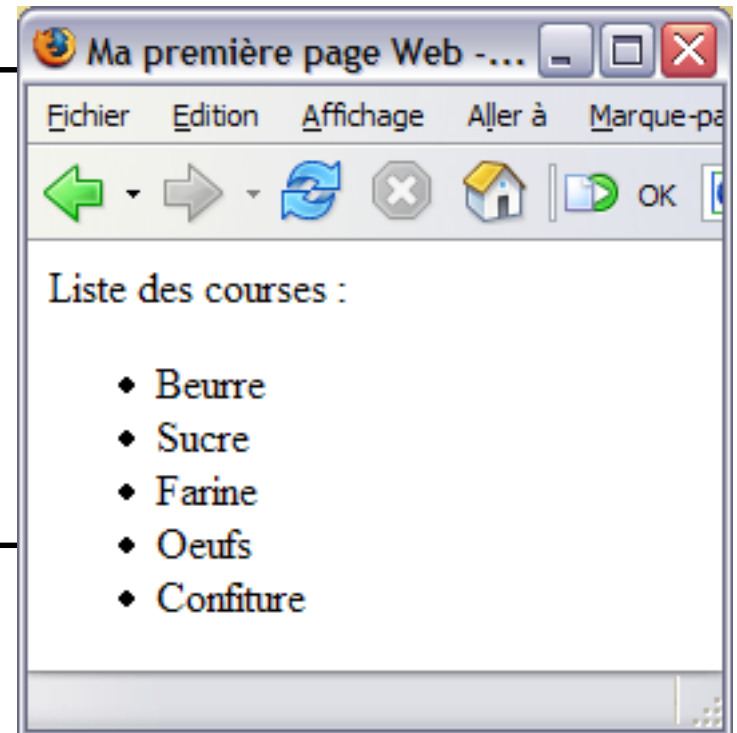 Ma première page Web -...
Fichier Edition Affichage Aller à Marque-pa
OK
Liste des courses :
Beurre
Sucre
Farine
Oeufs
Confiture